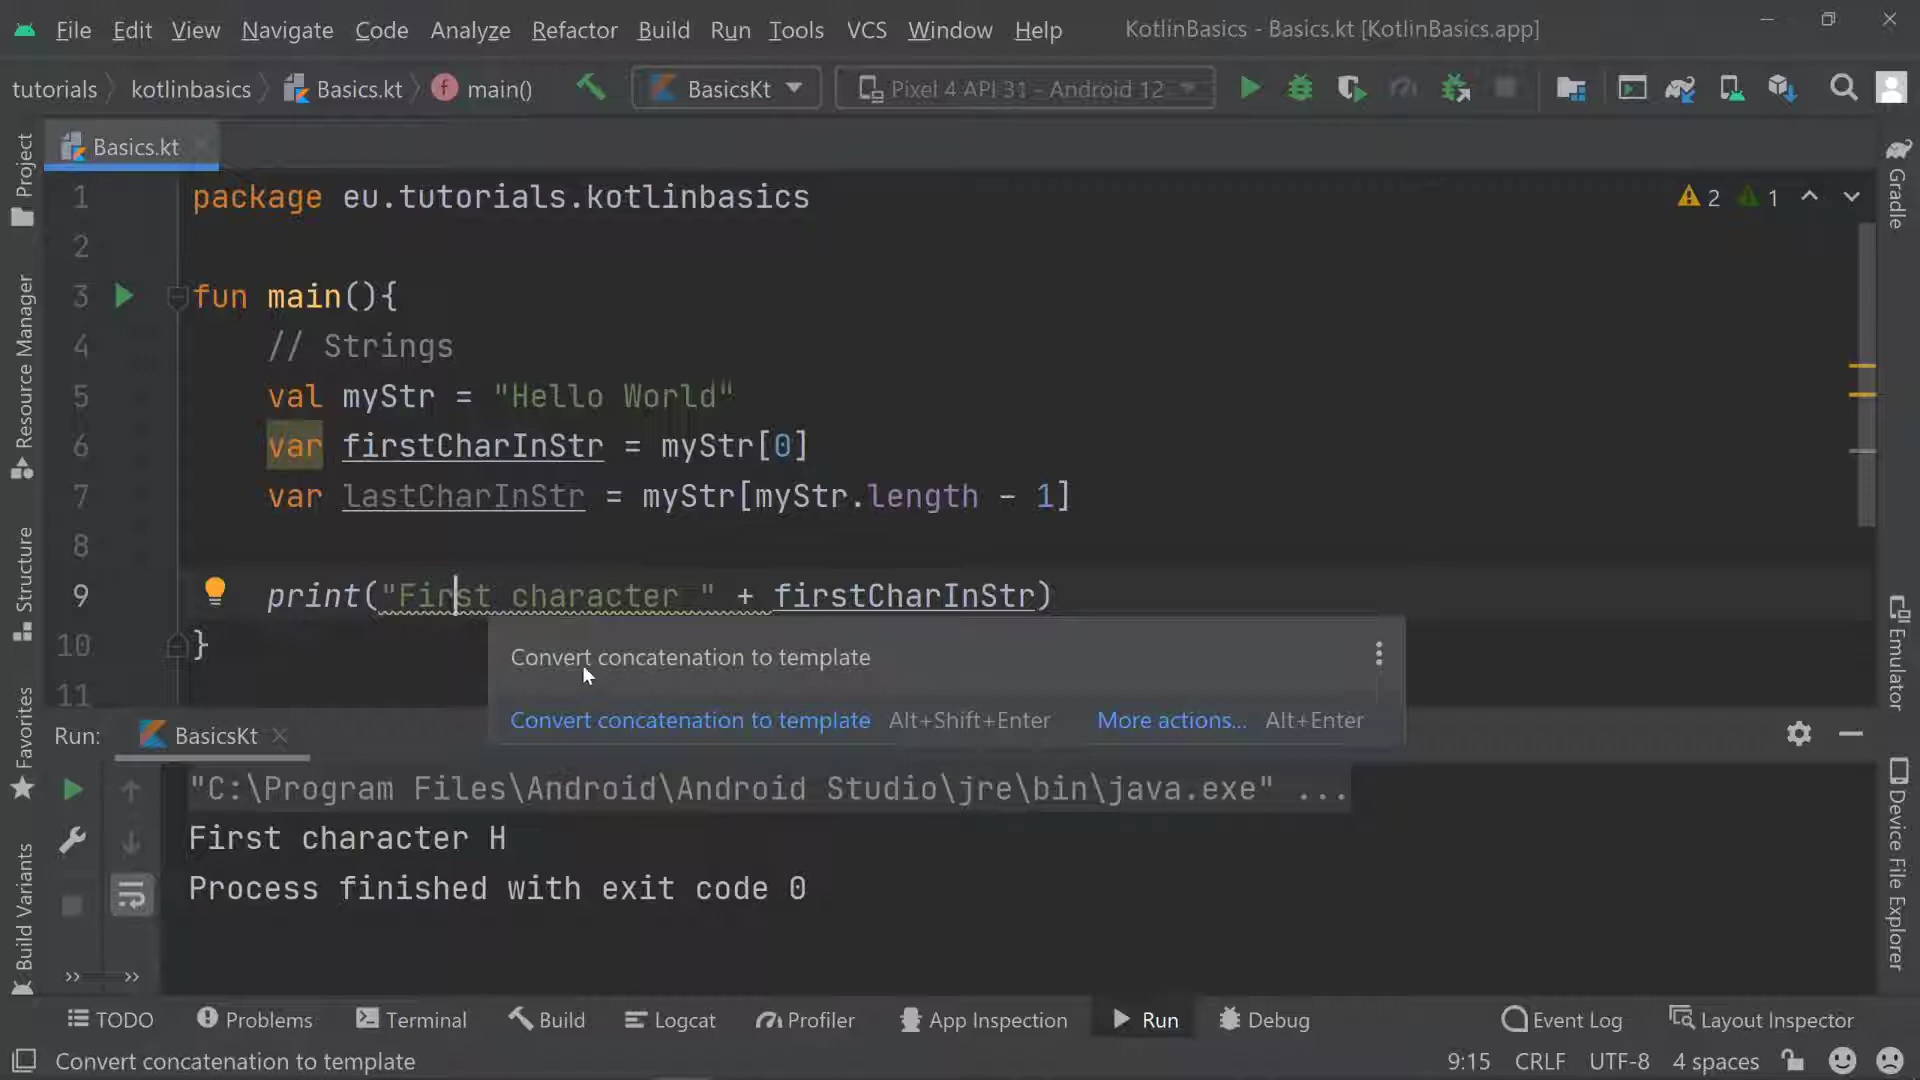 File Edit View Navigate Code Analyze Refactor Build Run Tools VCS Window Help KotlinBasics - Basics.kt [KotlinBasics.app]
tutorials kotlinbasics Basics.kt f main() BasicsKt Pixel 4 API 31 - Android 12
Basics.kt
1 package eu.tutorials.kotlinbasics
2 1
2
3 fun main(){
4 // Strings
5 val myStr = "Hello World"
6 var firstCharInStr = myStr[0]
7 var lastCharInStr = myStr[myStr.length - 1]
8
9 print("First character " + firstCharInStr)
10 }
11
Convert concatenation to template
Convert concatenation to template Alt+Shift+Enter More actions... Alt+Enter
Run: BasicsKt
"C:\Program Files\Android\Android Studio\jre\bin\java.exe" ...
First character H
Process finished with exit code 0
Project
Resource Manager
Structure
Favorites
Build Variants
Gradle
Emulator
Device File Explorer
TODO Problems Terminal Build Logcat Profiler App Inspection Run Debug Event Log Layout Inspector
Convert concatenation to template 9:15 CRLF UTF-8 4 spaces